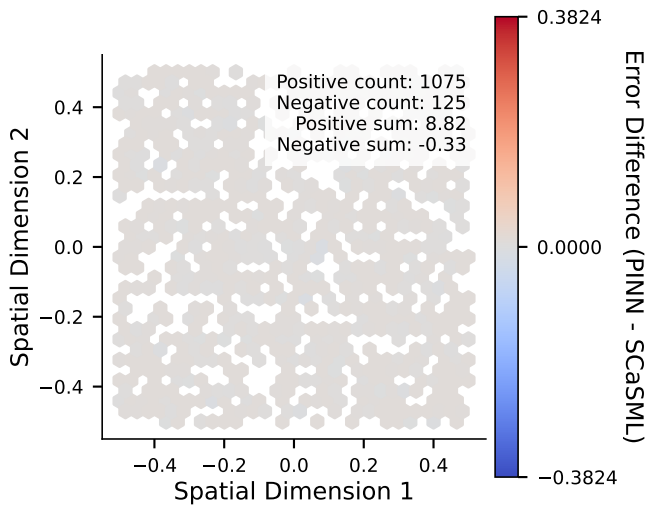 0.3824
Positive count: 1075
Negative count: 125
Positive sum: 8.82
Negative sum: -0.33
0.4
0.2
0.0
−0.2
−0.4
Spatial Dimension 2
−0.4
−0.2
0.0
0.2
0.4
Spatial Dimension 1
0.0000
−0.3824
Error Difference (PINN - SCaSML)